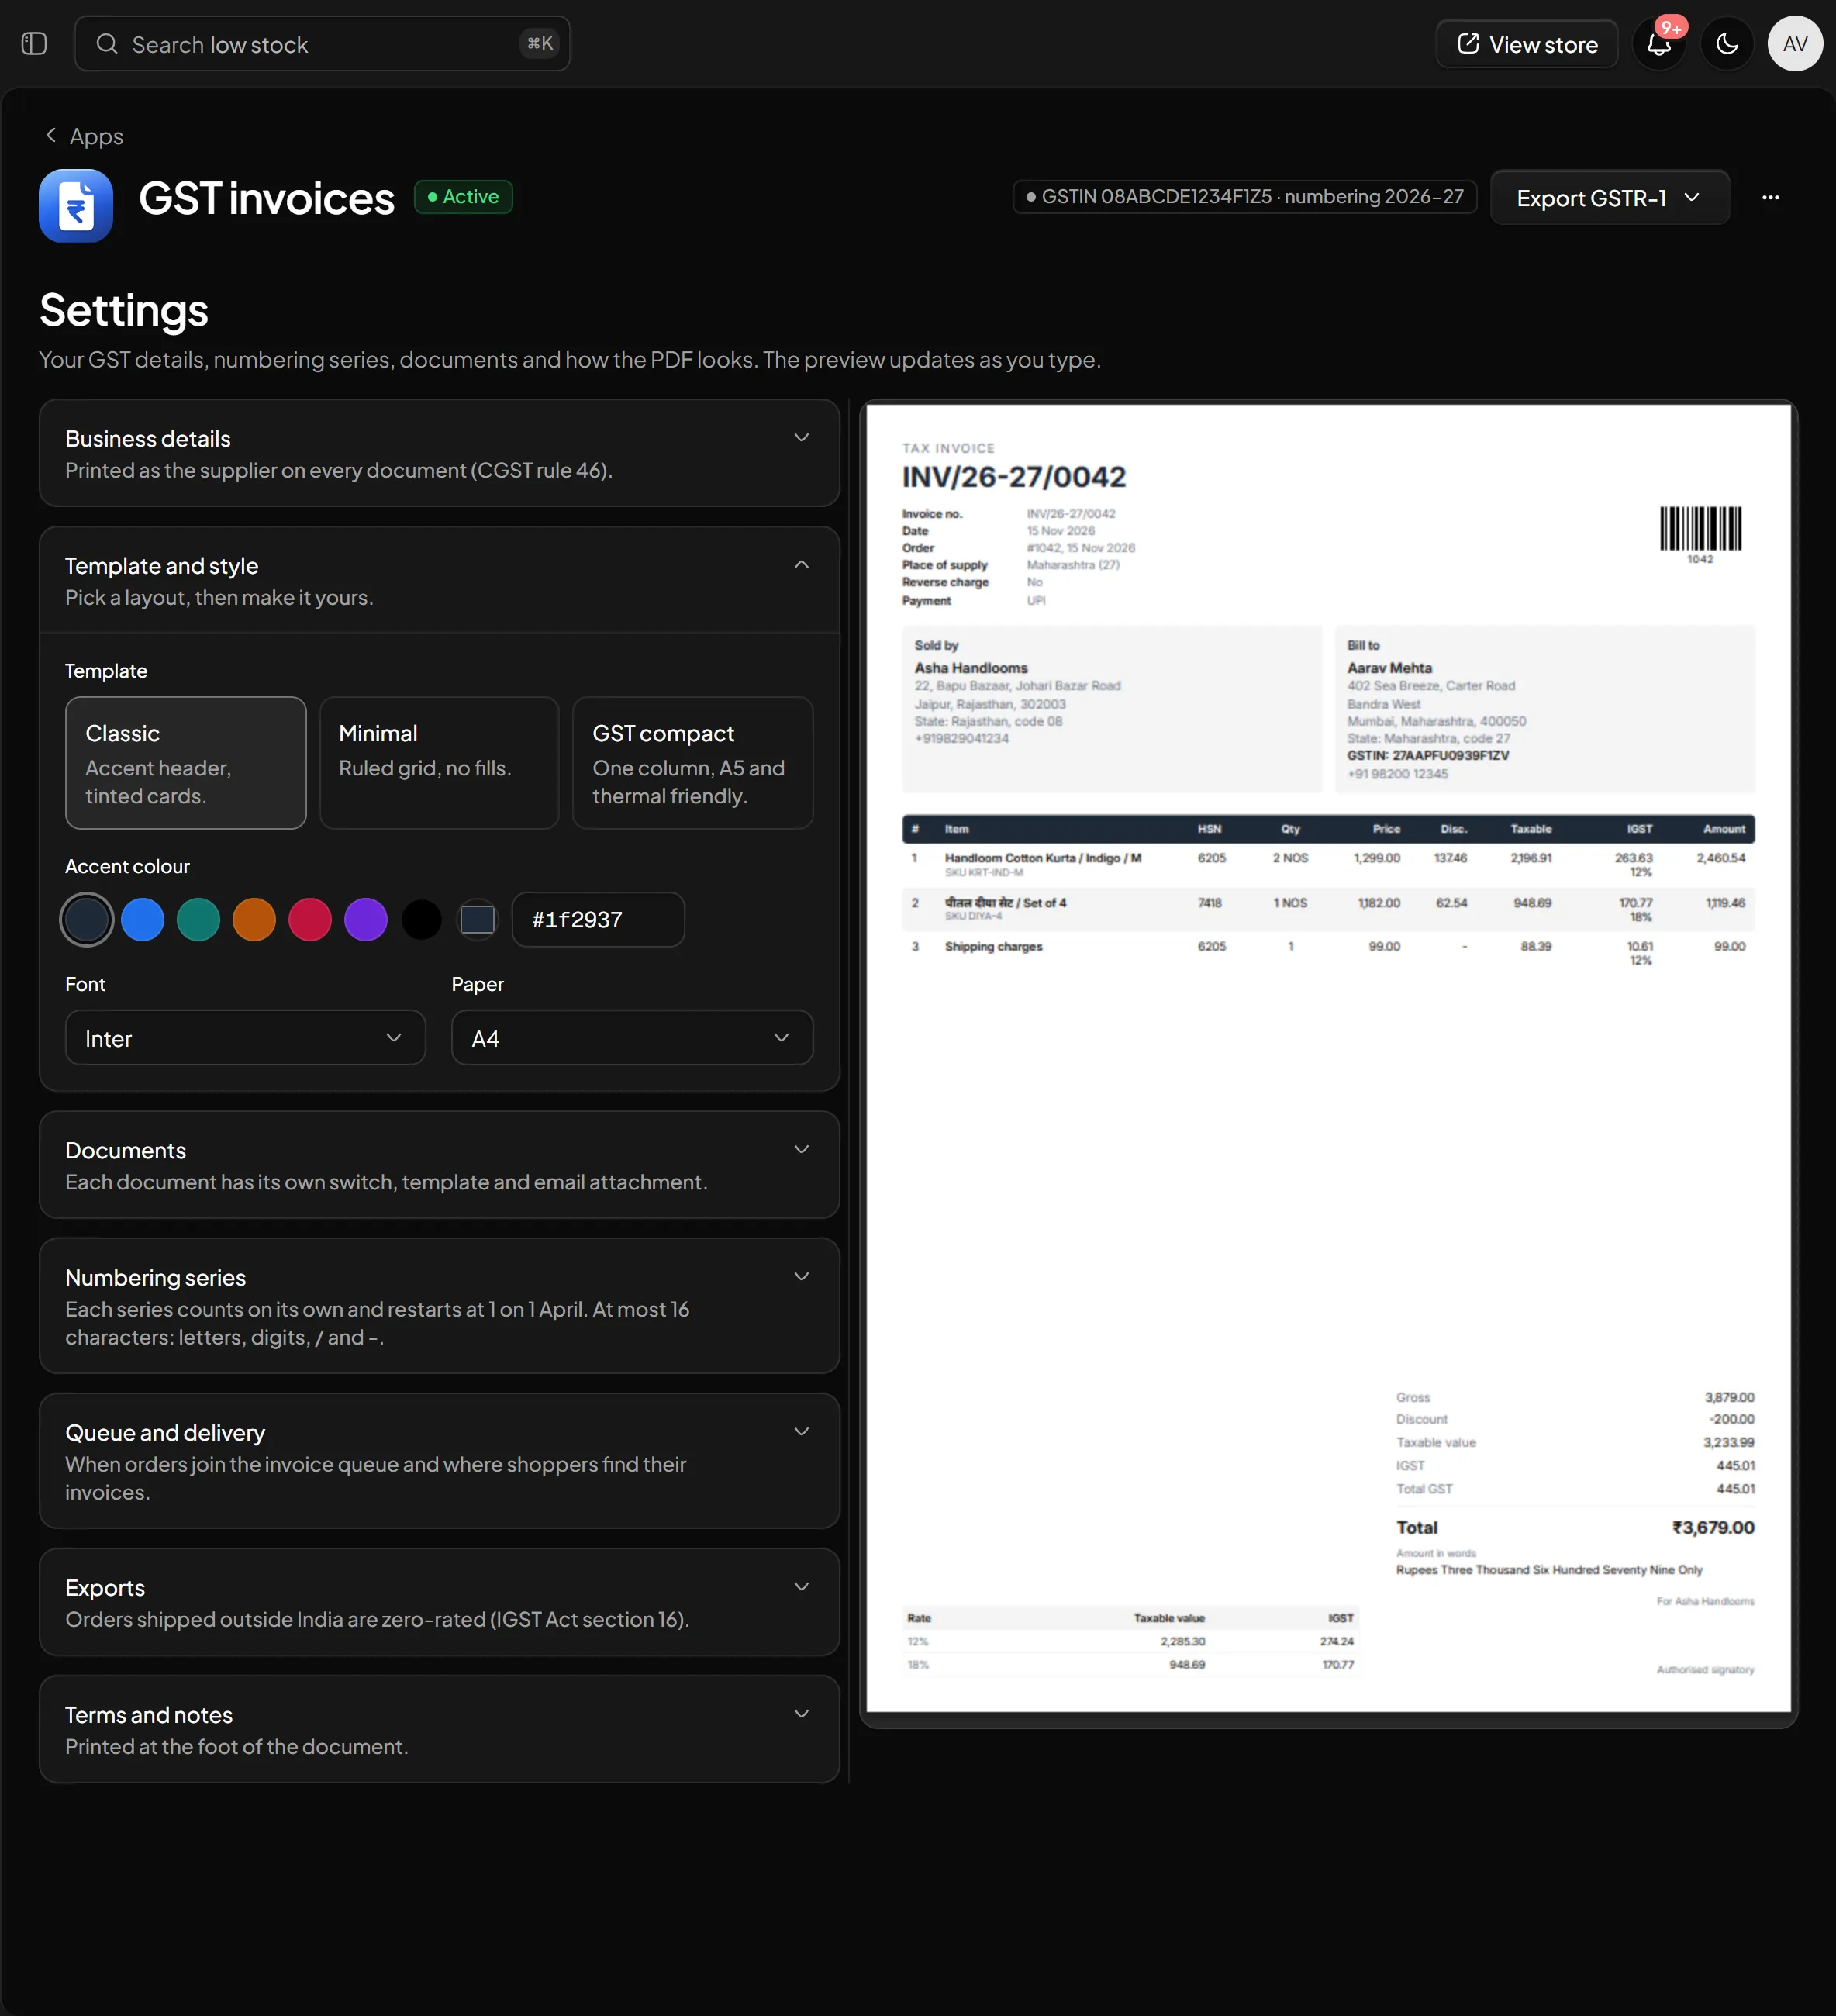 Search low stock
⌘K
View store
9+
AV
Apps
GST invoices
Active
GSTIN 08ABCDE1234F1Z5 · numbering 2026–27
Export GSTR-1
Settings
Your GST details, numbering series, documents and how the PDF looks. The preview updates as you type.
Business details
Printed as the supplier on every document (CGST rule 46).
Template and style
Pick a layout, then make it yours.
Template
Classic
Accent header,
tinted cards.
Minimal
Ruled grid, no fills.
GST compact
One column, A5 and
thermal friendly.
Accent colour
#1f2937
Font
Paper
Inter
A4
Documents
Each document has its own switch, template and email attachment.
Numbering series
Each series counts on its own and restarts at 1 on 1 April. At most 16
characters: letters, digits, / and -.
Queue and delivery
When orders join the invoice queue and where shoppers find their
invoices.
Exports
Orders shipped outside India are zero-rated (IGST Act section 16).
Terms and notes
Printed at the foot of the document.
TAX INVOICE
INV/26-27/0042
Invoice no. INV/26-27/0042
Date 15 Nov 2026
Order #1042, 15 Nov 2026
Place of supply Maharashtra (27)
Reverse charge No
Payment UPI
1042
Sold by
Asha Handlooms
22, Bapu Bazaar, Johari Bazar Road
Jaipur, Rajasthan, 302003
State: Rajasthan, code 08
+919829041234
Bill to
Aarav Mehta
402 Sea Breeze, Carter Road
Bandra West
Mumbai, Maharashtra, 400050
State: Maharashtra, code 27
GSTIN: 27AAPFU0939F1ZV
+91 98200 12345
# Item HSN Qty Price Disc. Taxable IGST Amount
1 Handloom Cotton Kurta / Indigo / M 6205 2 NOS 1,299.00 137.46 2,196.91 263.63 2,460.54
SKU KRT-IND-M 12%
2 पीतल दीया सेट / Set of 4 7418 1 NOS 1,182.00 62.54 948.69 170.77 1,119.46
SKU DIYA-4 18%
3 Shipping charges 6205 1 99.00 - 88.39 10.61 99.00
12%
Gross 3,879.00
Discount -200.00
Taxable value 3,233.99
IGST 445.01
Total GST 445.01
Total ₹3,679.00
Amount in words
Rupees Three Thousand Six Hundred Seventy Nine Only
For Asha Handlooms
Authorised signatory
Rate Taxable value IGST
12% 2,285.30 274.24
18% 948.69 170.77